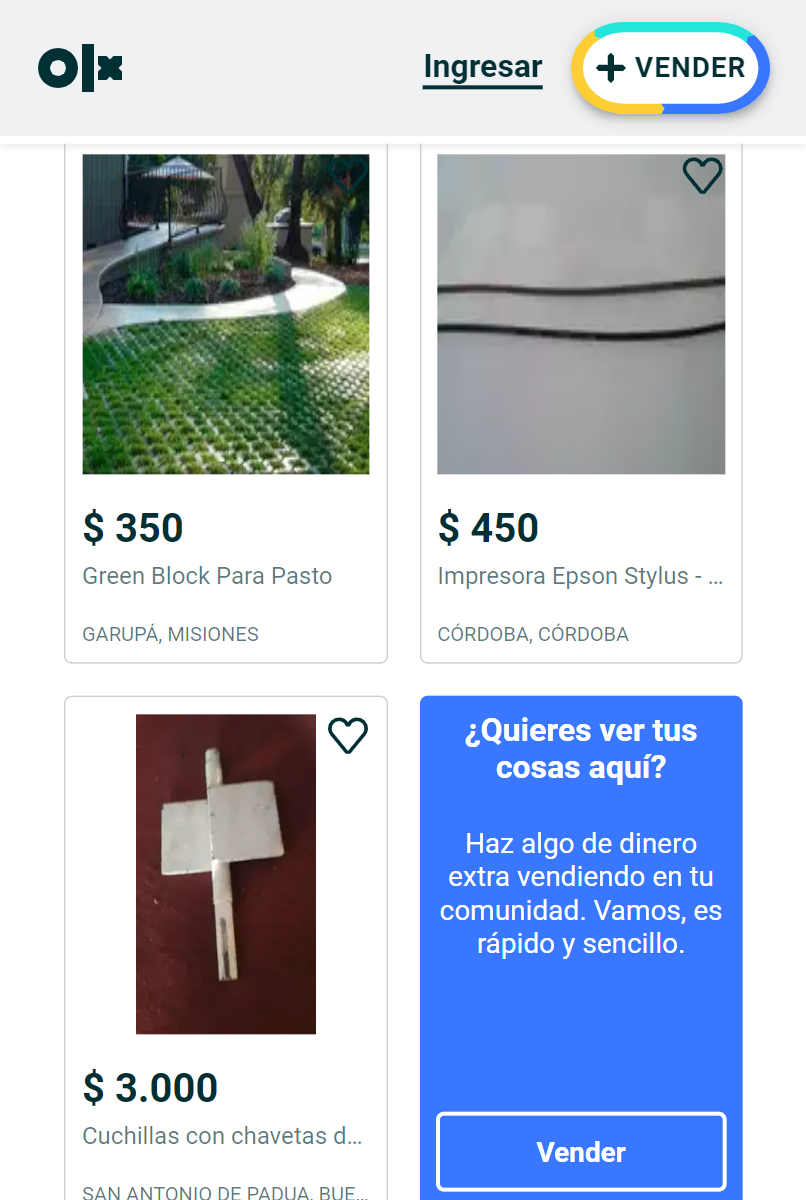 olx
Ingresar
VENDER
$ 350
Green Block Para Pasto
GARUPÁ, MISIONES
$ 450
Impresora Epson Stylus - ...
CÓRDOBA, CÓRDOBA
$ 3.000
Cuchillas con chavetas d...
SAN ANTONIO DE PADUA, BUE...
¿Quieres ver tus
cosas aquí?
Haz algo de dinero
extra vendiendo en tu
comunidad. Vamos, es
rápido y sencillo.
Vender